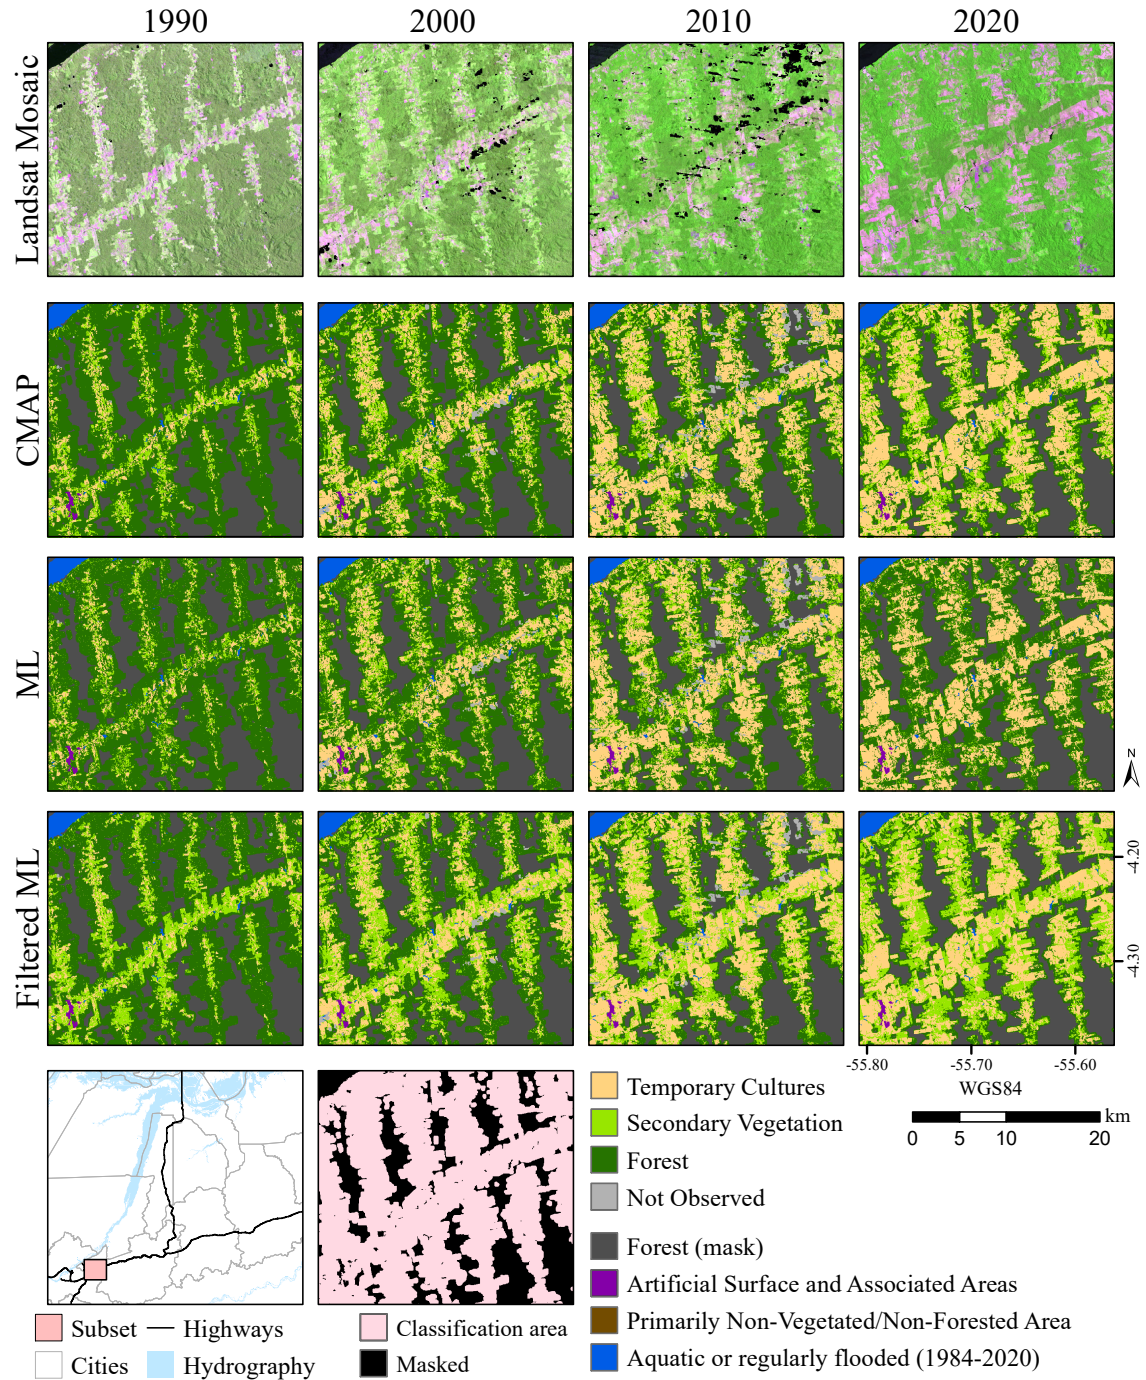 1990
2000
2010
2020
Landsat Mosaic
CMAP
ML
N
Filtered ML
-4.20
-4.30
-55.80
-55.70
-55.60
WGS84
km
0
5
10
20
Temporary Cultures
Secondary Vegetation
Forest
Not Observed
Forest (mask)
Artificial Surface and Associated Areas
Primarily Non-Vegetated/Non-Forested Area
Aquatic or regularly flooded (1984-2020)
Subset
Highways
Cities
Hydrography
Classification area
Masked